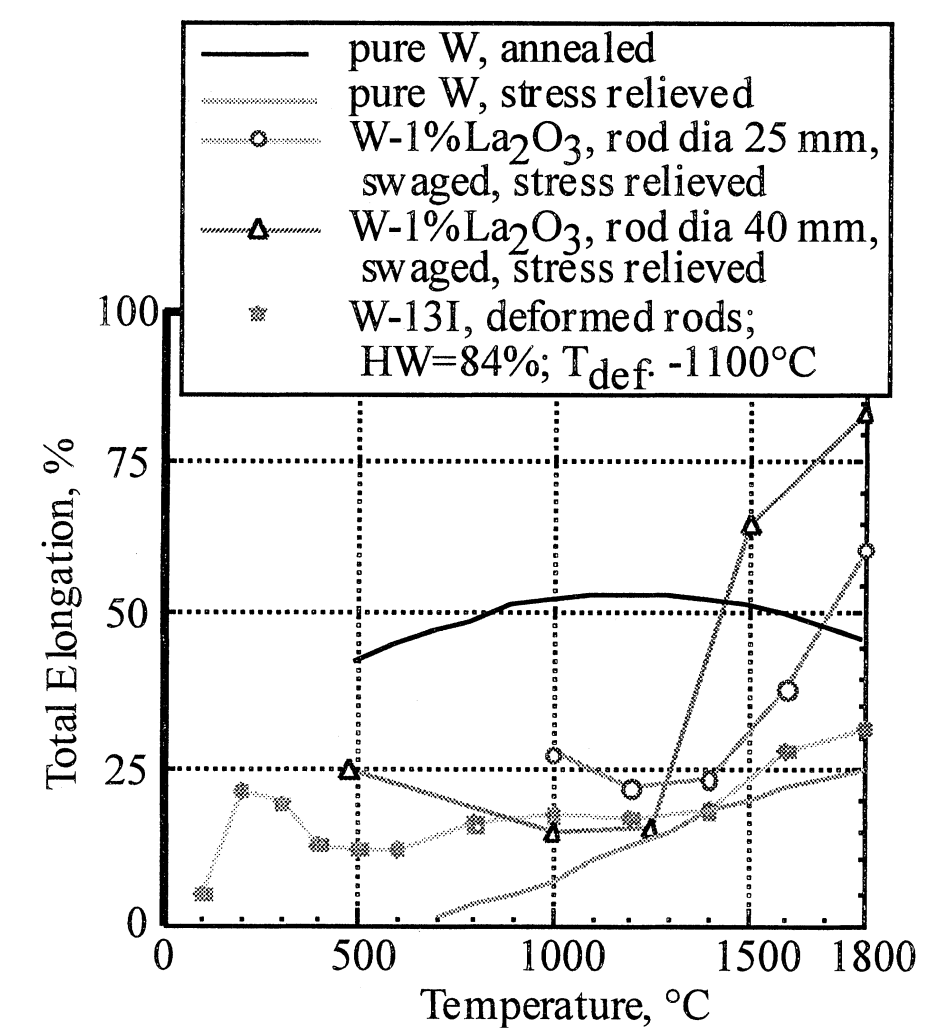 pure W, annealed
pure W, stress relieved
W-1%La2O3, rod dia 25 mm,
swaged, stress relieved
W-1%La2O3, rod dia 40 mm,
swaged, stress relieved
W-13I, deformed rods;
HW=84%; Tdef. -1100°C
100
75
50
25
0
Total Elongation, %
0 500 1000 1500 1800
Temperature, °C